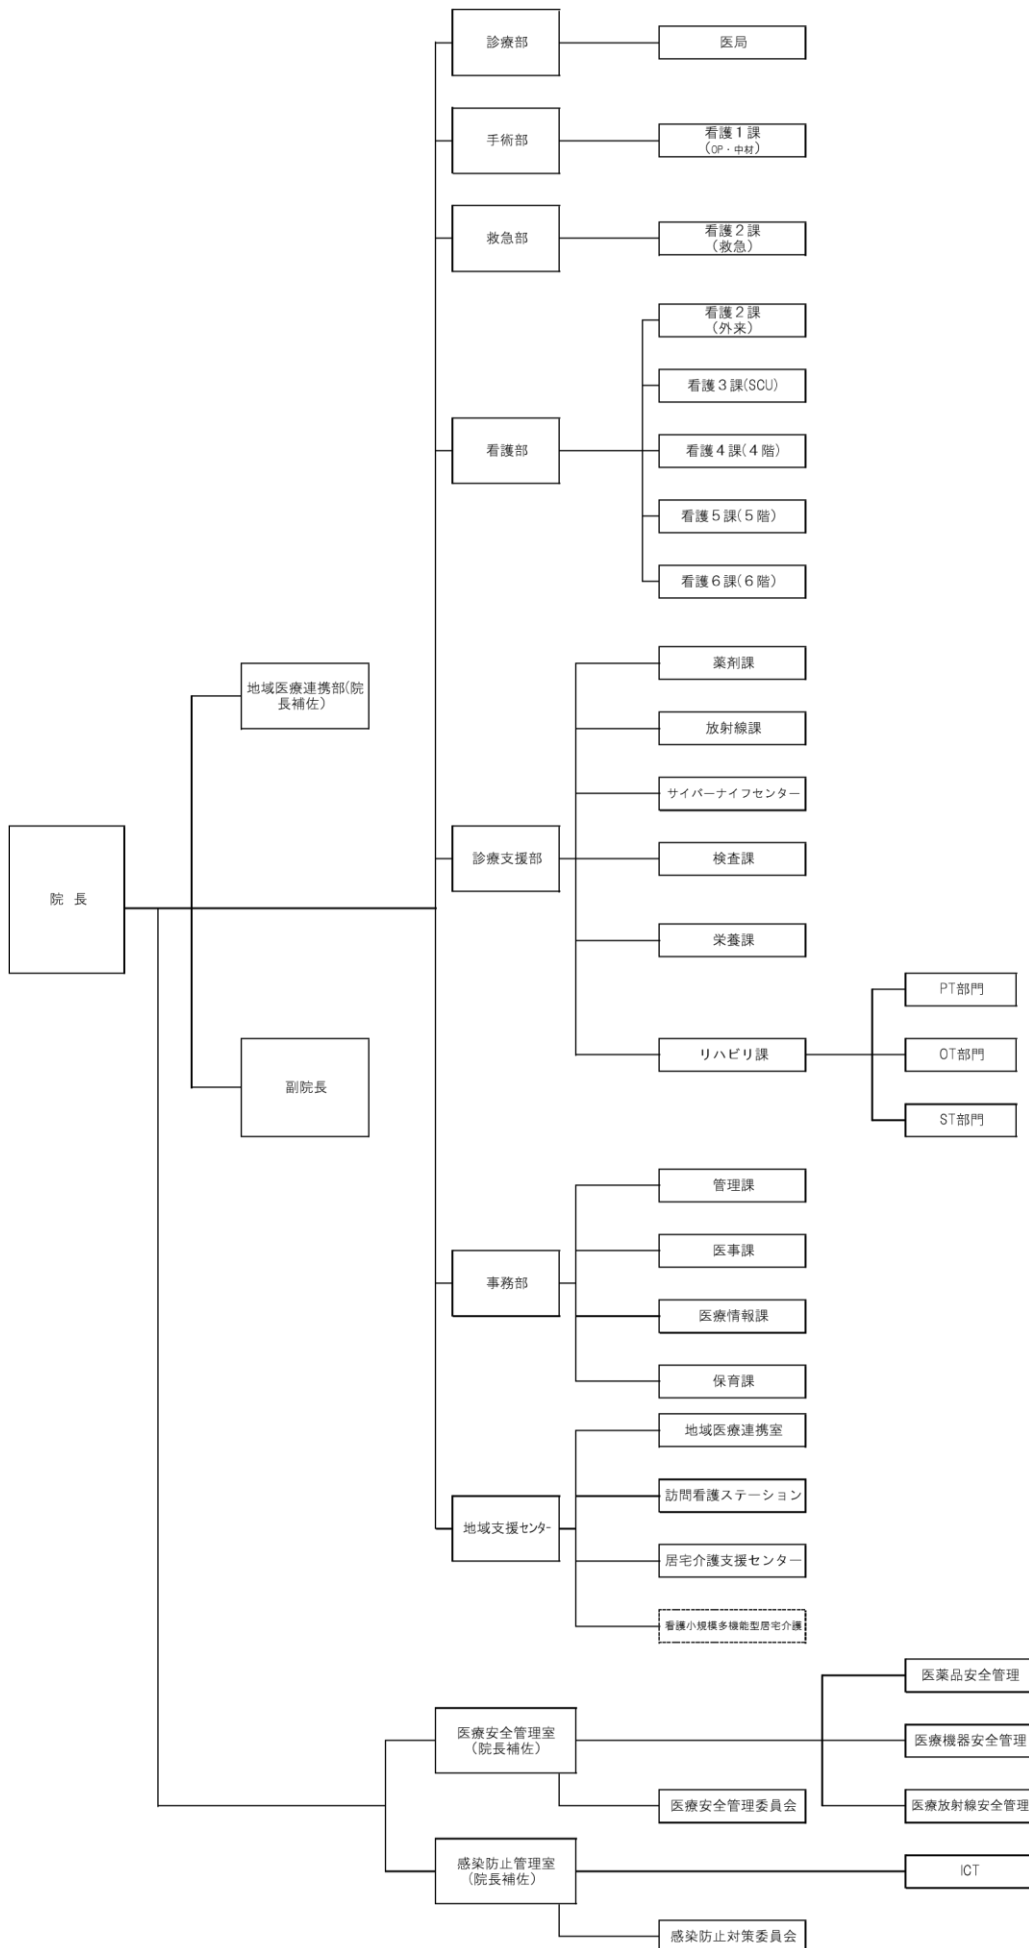 診療部
医局
手術部
看護１課
(OP・中材)
救急部
看護２課
(救急)
看護２課
(外来)
看護３課(SCU)
看護部
看護４課(４階)
看護５課(５階)
看護６課(６階)
薬剤課
地域医療連携部(院
長補佐)
放射線課
サイバーナイフセンター
診療支援部
検査課
院 長
栄養課
PT部門
リハビリ課
OT部門
副院長
ST部門
管理課
医事課
事務部
医療情報課
保育課
地域医療連携室
訪問看護ステーション
地域支援センター
居宅介護支援センター
看護小規模多機能型居宅介護
医薬品安全管理
医療安全管理室
(院長補佐)
医療機器安全管理
医療安全管理委員会
医療放射線安全管理
感染防止管理室
(院長補佐)
ICT
感染防止対策委員会